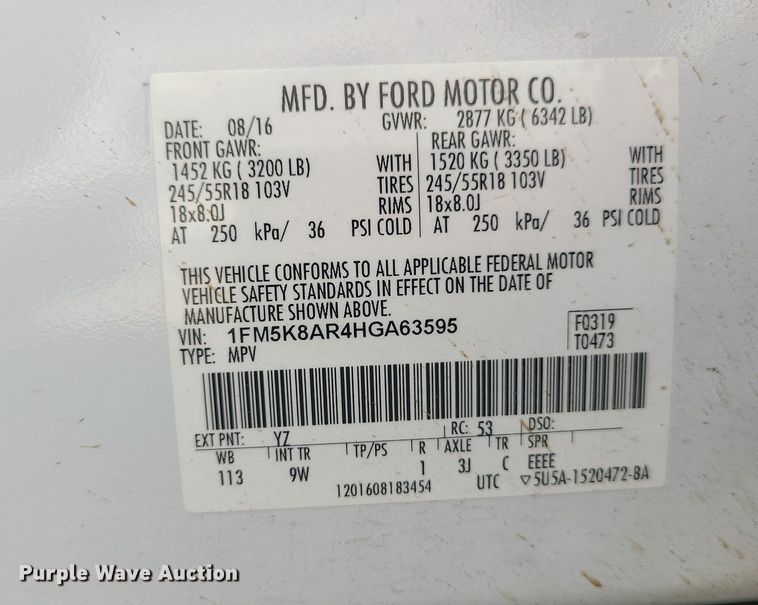 MFD. BY FORD MOTOR CO.
DATE: 08/16 GVWR: 2877 KG ( 6342 LB)
FRONT GAWR: REAR GAWR:
1452 KG ( 3200 LB) WITH 1520 KG ( 3350 LB) WITH
245/55R18 103V TIRES 245/55R18 103V TIRES
18x8.0J RIMS 18x8.0J RIMS
AT 250 kPa/ 36 PSI COLD AT 250 kPa/ 36 PSI COLD
THIS VEHICLE CONFORMS TO ALL APPLICABLE FEDERAL MOTOR
VEHICLE SAFETY STANDARDS IN EFFECT ON THE DATE OF
MANUFACTURE SHOWN ABOVE.
VIN: 1FM5K8AR4HGA63595 F0319
TYPE: MPV T0473
EXT PNT: YZ RC: 53 DSO:
WB INT TR TP/PS R AXLE TR SPR
113 9W 1 3J C EEEE
1201608183454 UTC ▽5U5A-1520472-BA
Purple Wave Auction